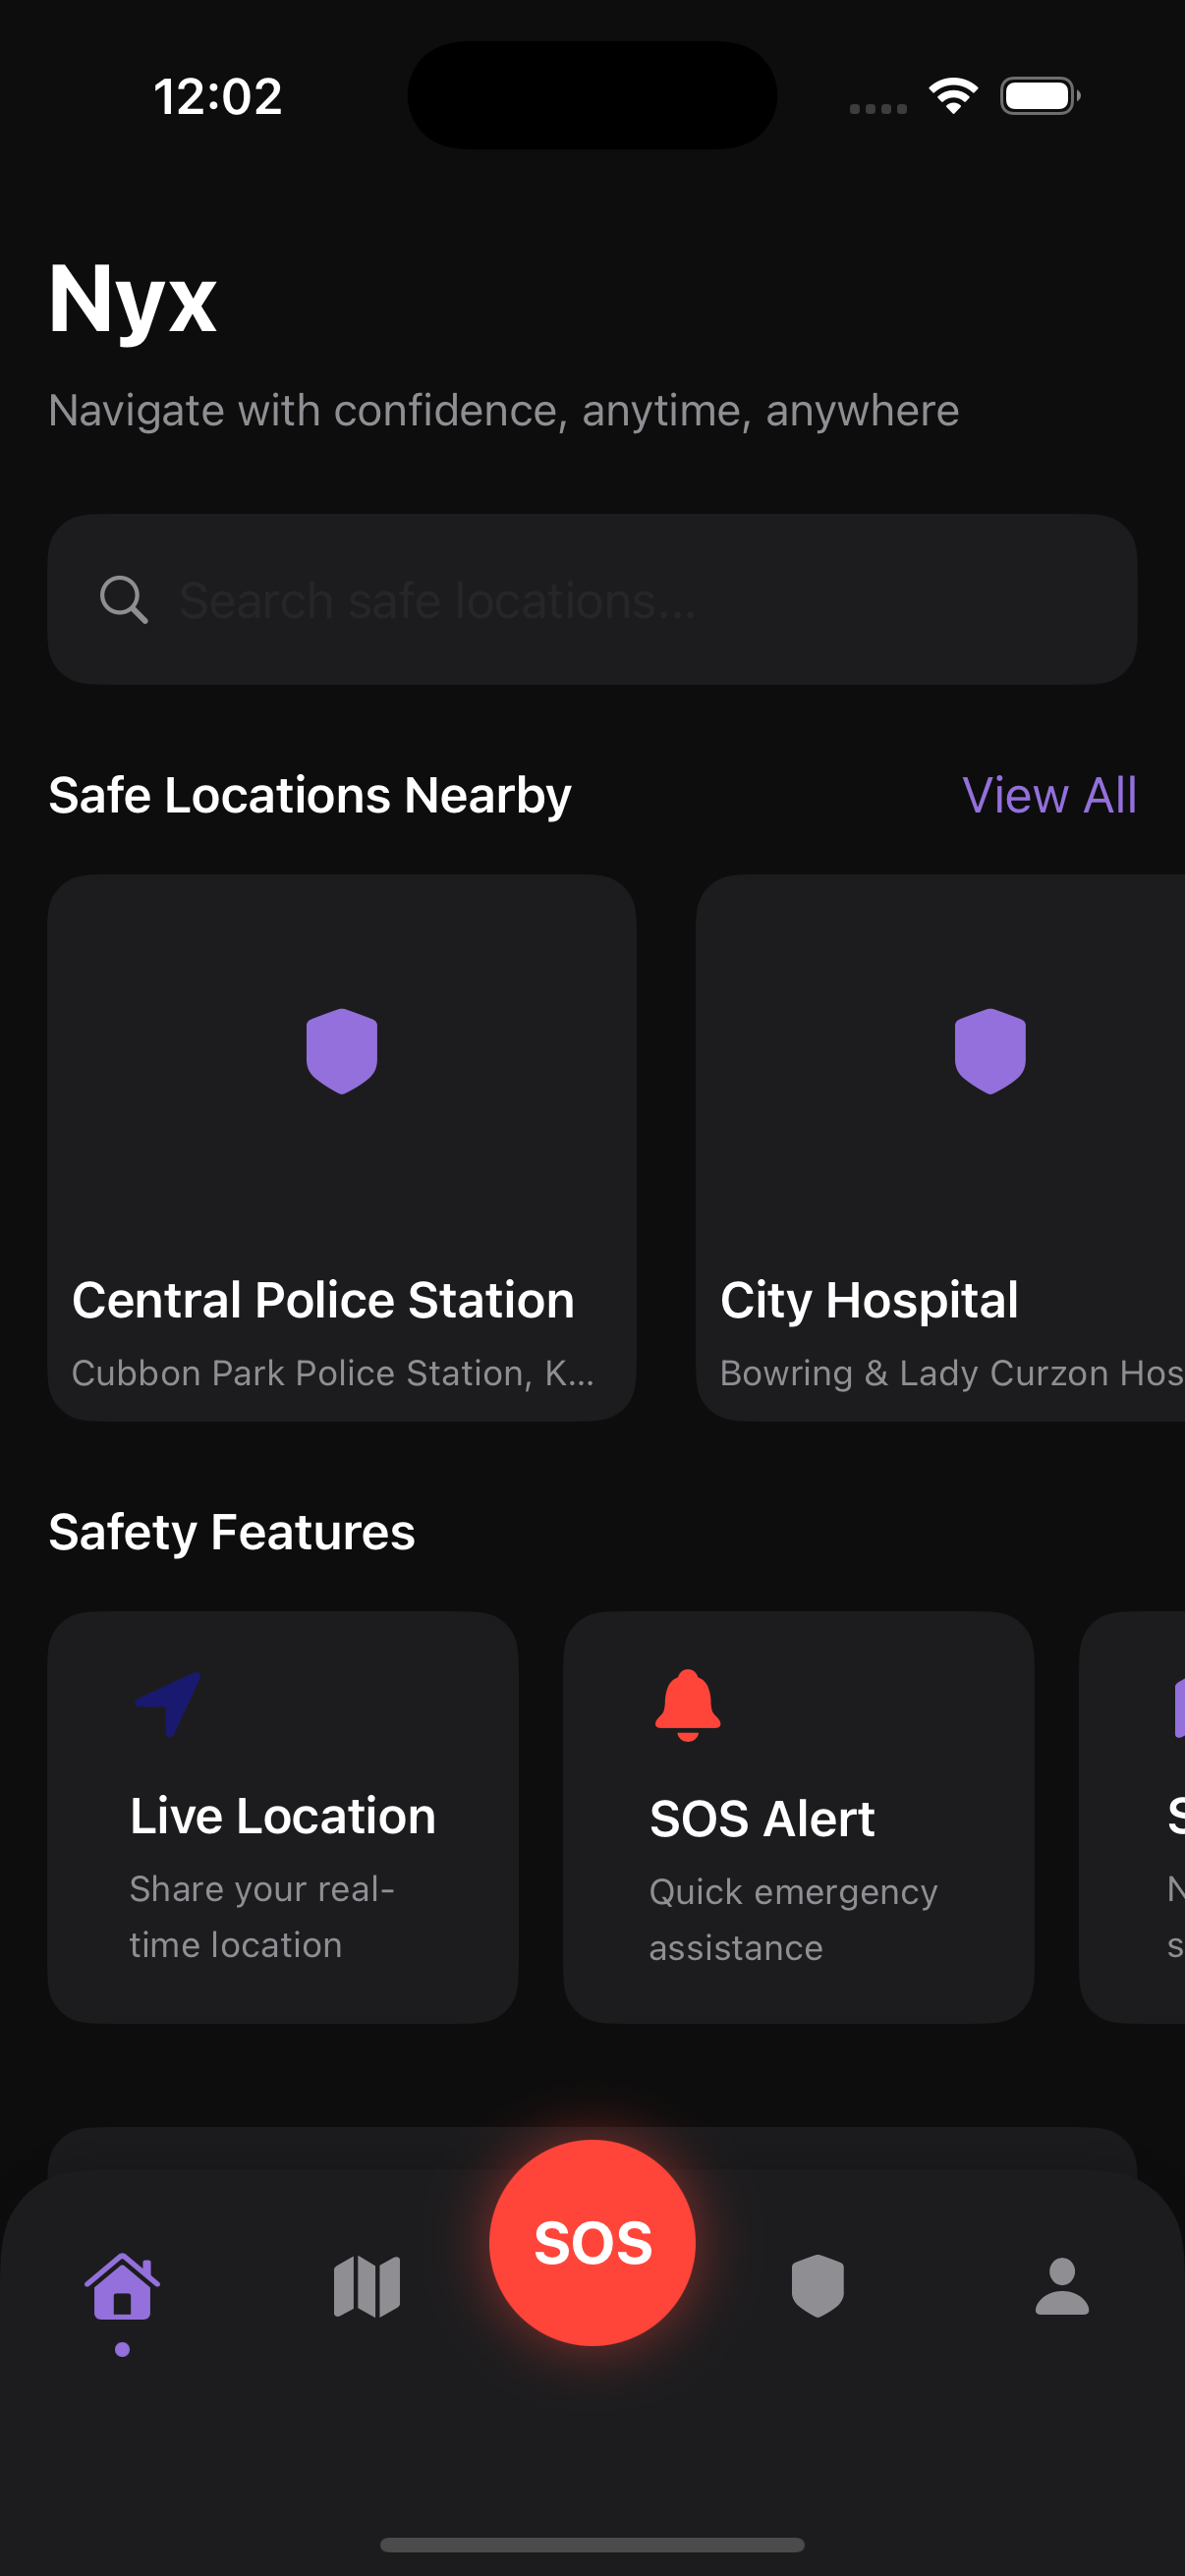 12:02
Nyx
Navigate with confidence, anytime, anywhere
Search safe locations...
Safe Locations Nearby
View All
Central Police Station
Cubbon Park Police Station, K...
City Hospital
Bowring & Lady Curzon Hos
Safety Features
Live Location
Share your real-
time location
SOS Alert
Quick emergency
assistance
SOS